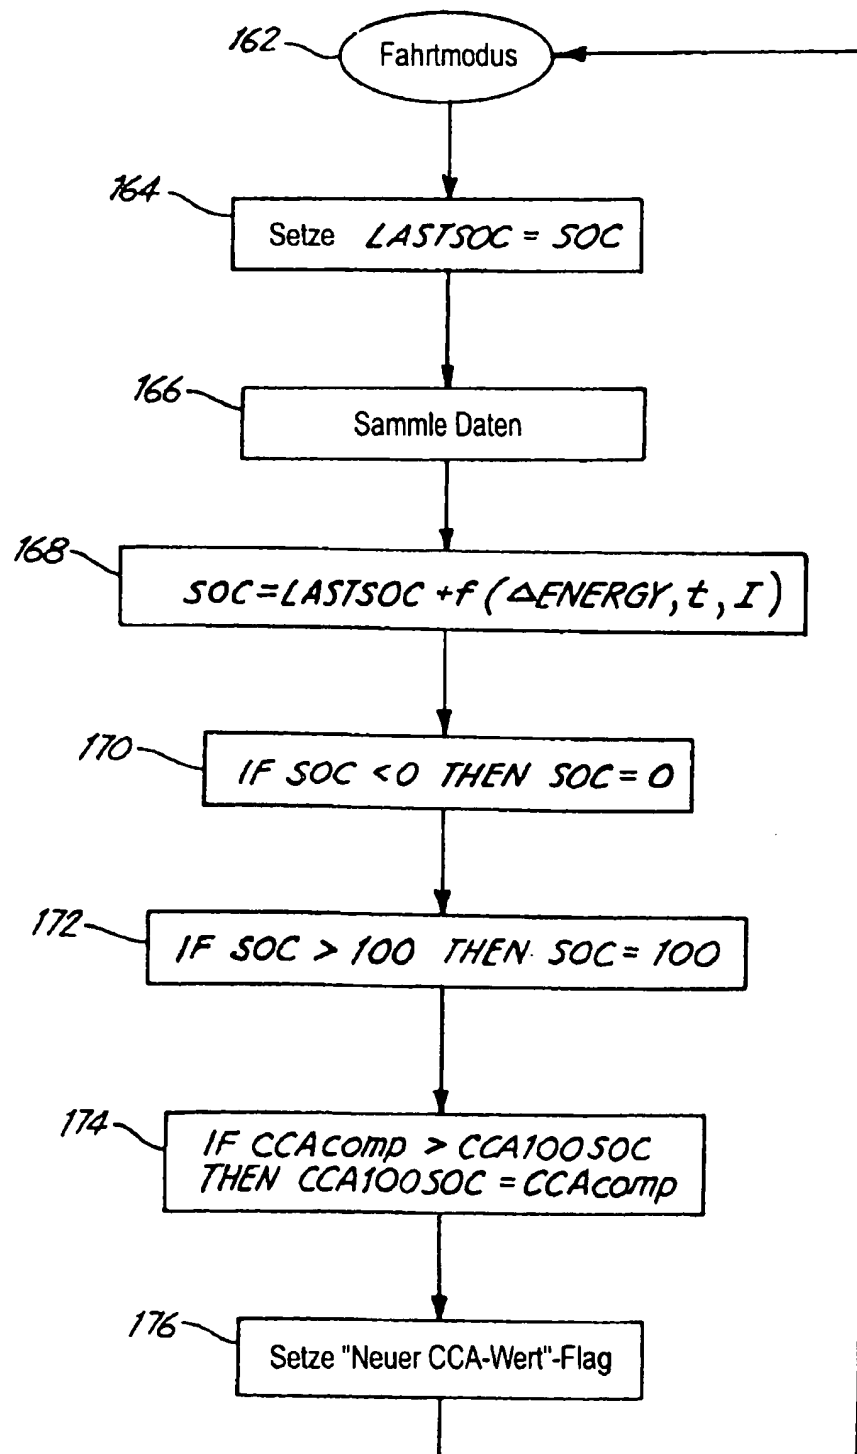 162
Fahrtmodus
164
Setze LASTSOC = SOC
166
Sammle Daten
168
SOC=LASTSOC+f(ΔENERGY,t,I)
170
IF SOC <0 THEN SOC=0
172
IF SOC > 100 THEN SOC=100
174
IF CCAcomp > CCA100SOC
THEN CCA100SOC=CCAcomp
176
Setze "Neuer CCA-Wert"-Flag